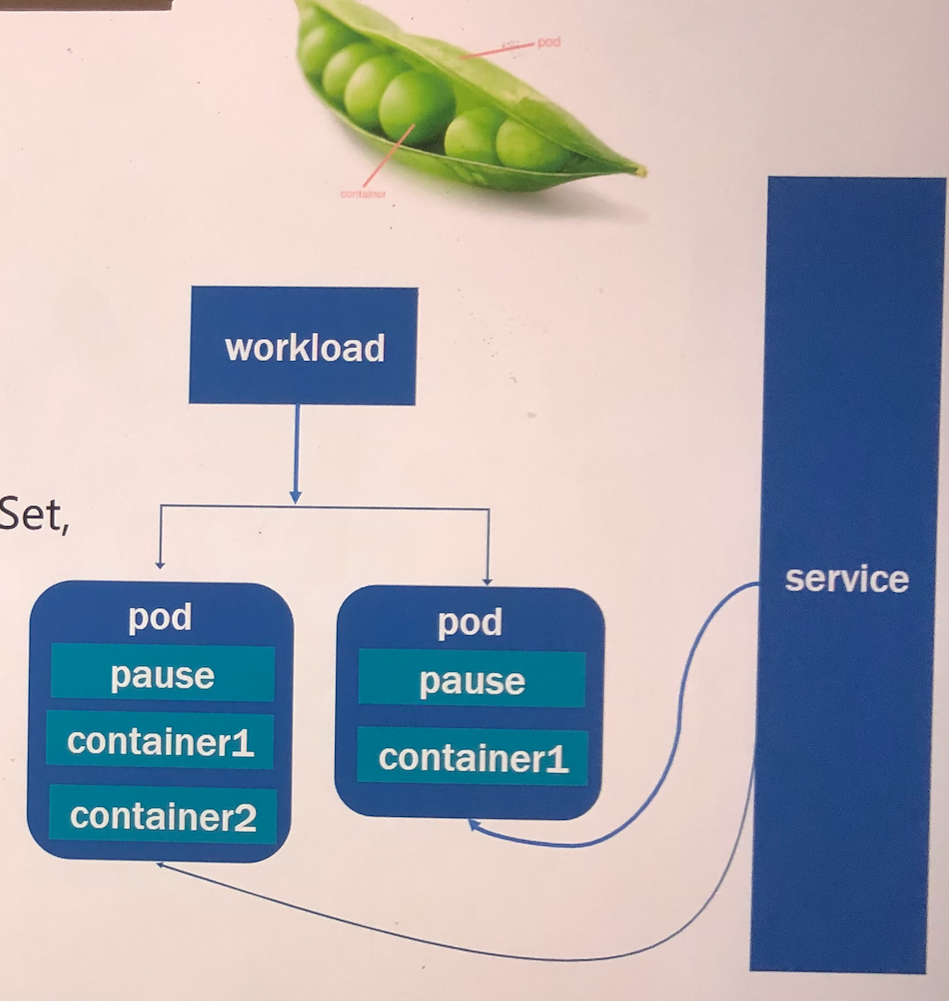 pod
container
workload
Set,
service
pod
pause
container1
container2
pod
pause
container1